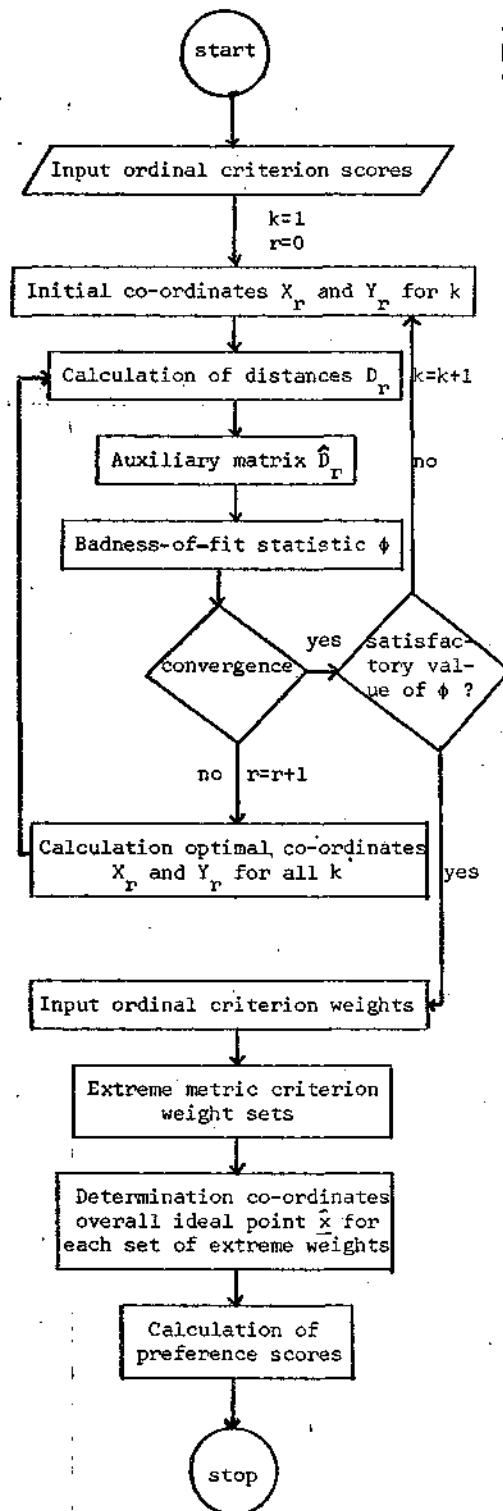 start
Input ordinal criterion scores
k=1
r=0
Initial co-ordinates X_r and Y_r for k
Calculation of distances D_r
k=k+1
Auxiliary matrix D̂_r
no
Badness-of-fit statistic ϕ
convergence
yes
satisfac-
tory val-
ue of ϕ ?
no r=r+1
Calculation optimal co-ordinates
X_r and Y_r for all k
yes
Input ordinal criterion weights
Extreme metric criterion
weight sets
Determination co-ordinates
overall ideal point x̂ for
each set of extreme weights
Calculation of
preference scores
stop